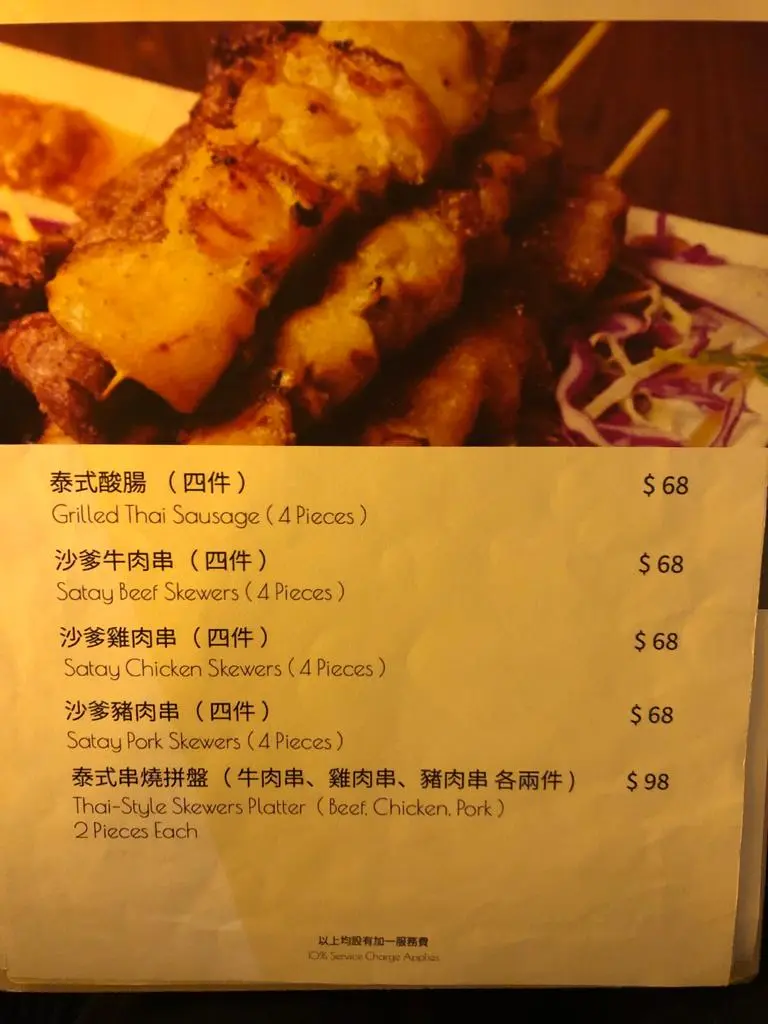 泰式酸腸 （四件） $ 68
Grilled Thai Sausage ( 4 Pieces )
沙爹牛肉串 （四件） $ 68
Satay Beef Skewers ( 4 Pieces )
沙爹雞肉串 （四件） $ 68
Satay Chicken Skewers ( 4 Pieces )
沙爹豬肉串 （四件） $ 68
Satay Pork Skewers ( 4 Pieces )
泰式串燒拼盤 （牛肉串、雞肉串、豬肉串 各兩件） $ 98
Thai-Style Skewers Platter ( Beef, Chicken, Pork )
2 Pieces Each
以上均設有加一服務費
10% Service Charge Applies